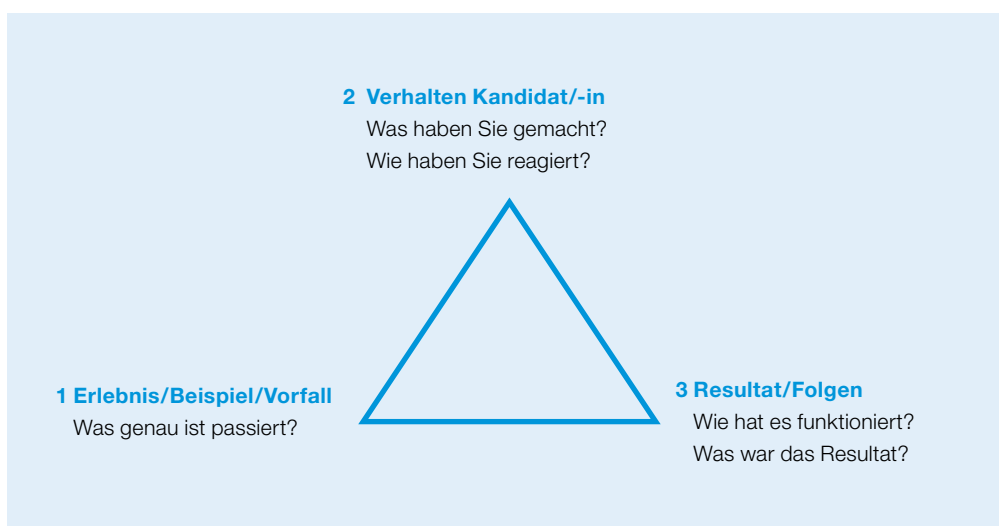 2 Verhalten Kandidat/-in
Was haben Sie gemacht?
Wie haben Sie reagiert?
1 Erlebnis/Beispiel/Vorfall
Was genau ist passiert?
3 Resultat/Folgen
Wie hat es funktioniert?
Was war das Resultat?